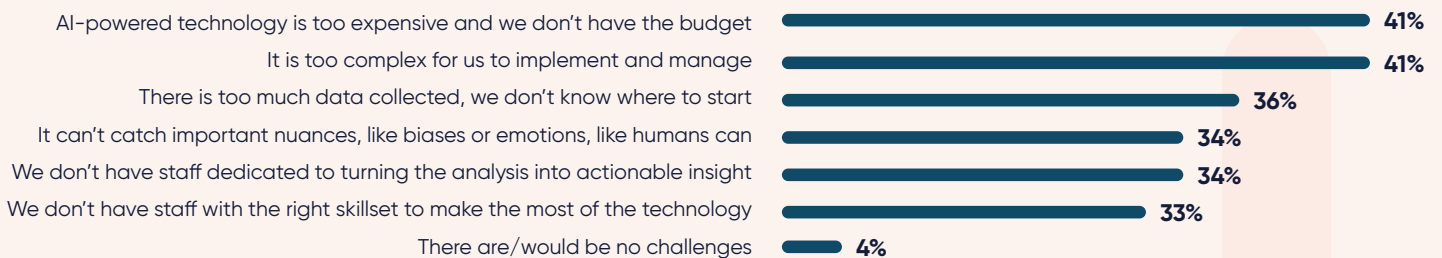 AI-powered technology is too expensive and we don’t have the budget 41%
It is too complex for us to implement and manage 41%
There is too much data collected, we don’t know where to start 36%
It can’t catch important nuances, like biases or emotions, like humans can 34%
We don’t have staff dedicated to turning the analysis into actionable insight 34%
We don’t have staff with the right skillset to make the most of the technology 33%
There are/would be no challenges 4%